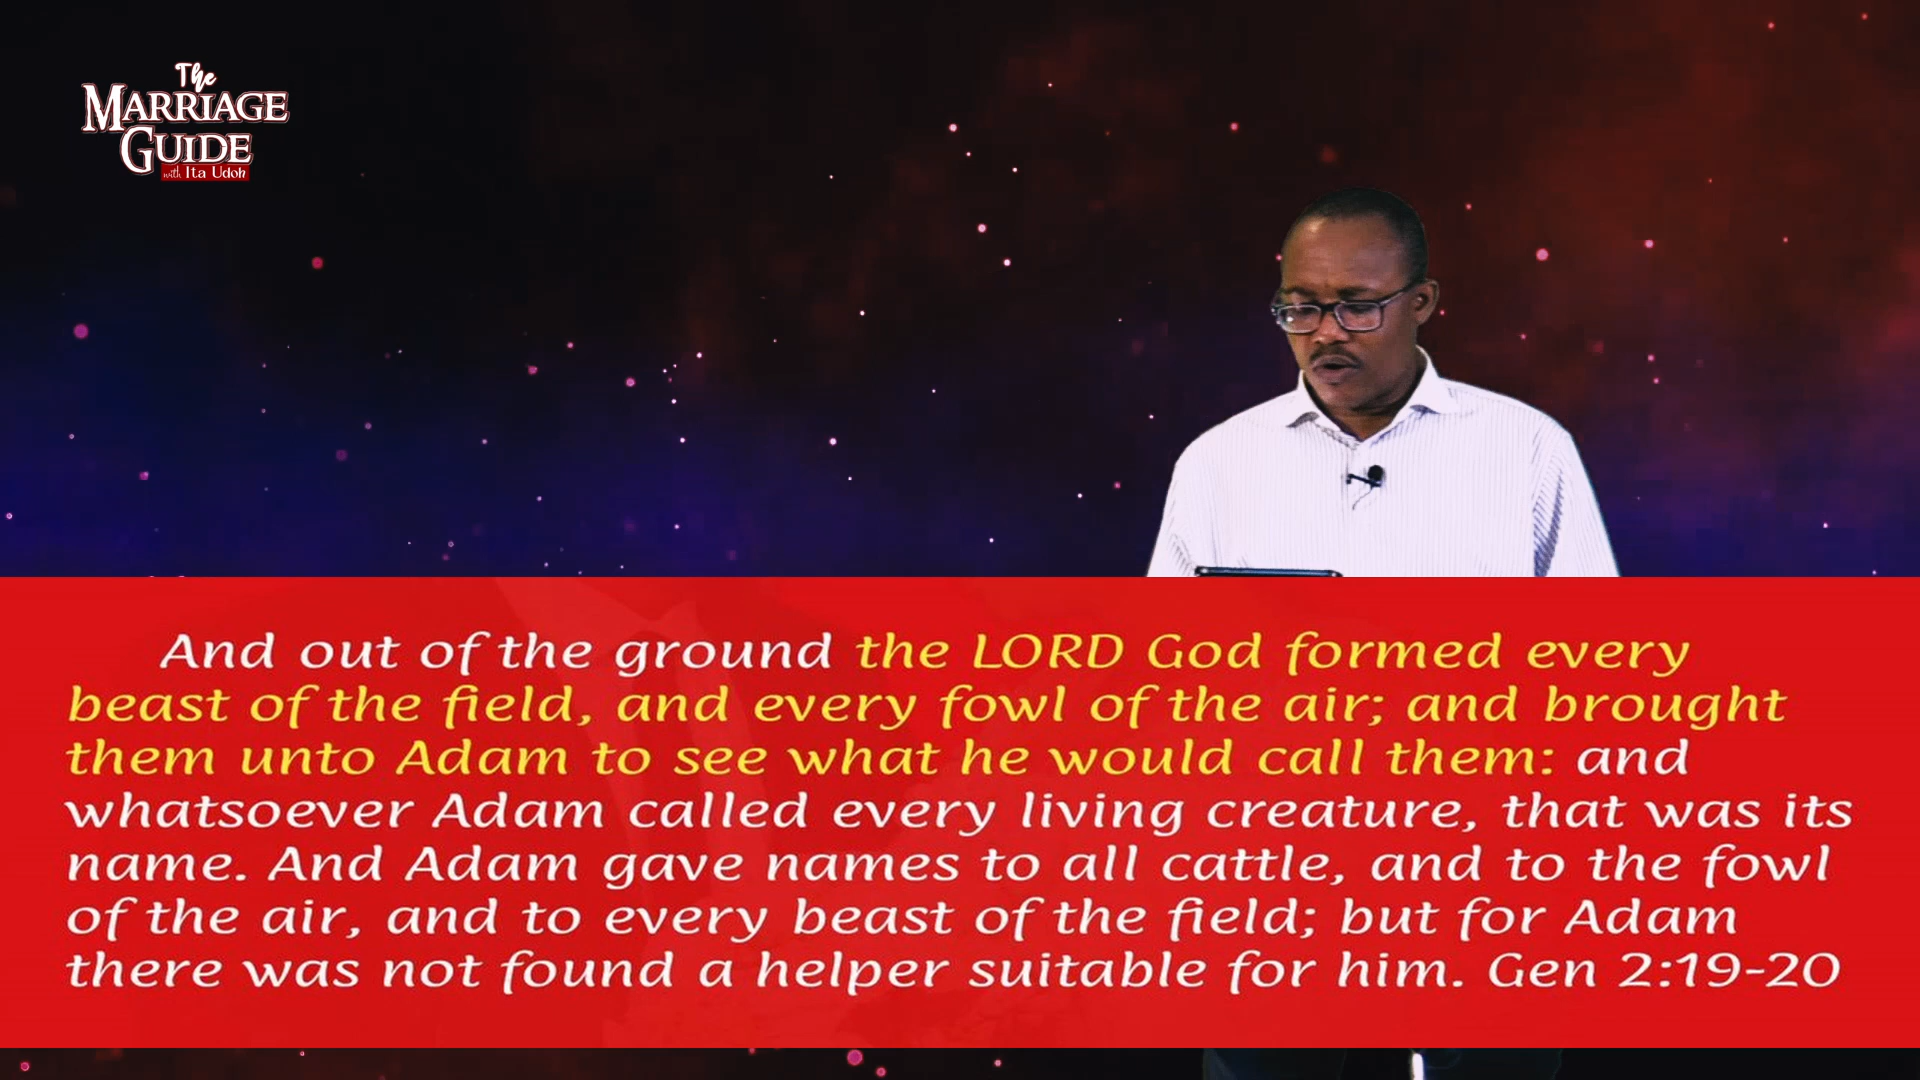 The
MARRIAGE
GUIDE
with Ita Udoh
And out of the ground the LORD God formed every
beast of the field, and every fowl of the air; and brought
them unto Adam to see what he would call them: and
whatsoever Adam called every living creature, that was its
name. And Adam gave names to all cattle, and to the fowl
of the air, and to every beast of the field; but for Adam
there was not found a helper suitable for him. Gen 2:19-20